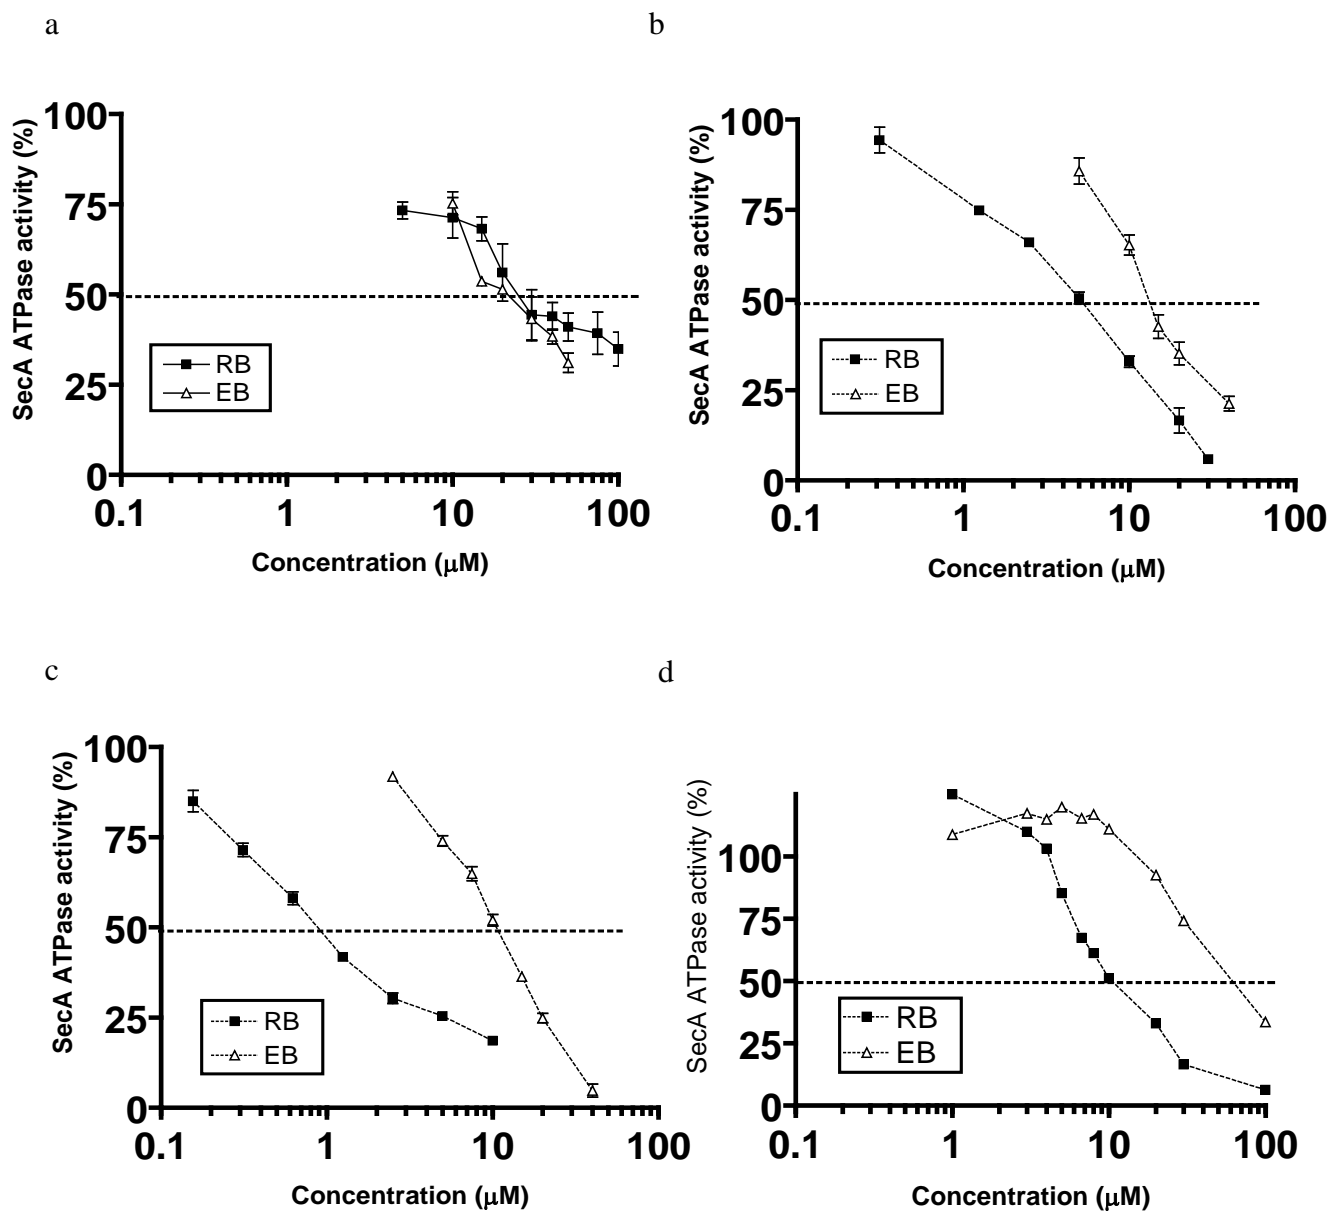 a
SecA ATPase activity (%)
100
75
50
25
0
RB
EB
0.1 1 10 100
Concentration (μM)
b
SecA ATPase activity (%)
100
75
50
25
0
RB
EB
0.1 1 10 100
Concentration (μM)
c
SecA ATPase activity (%)
100
75
50
25
0
RB
EB
0.1 1 10 100
Concentration (μM)
d
SecA ATPase activity (%)
100
75
50
25
0
RB
EB
0.1 1 10 100
Concentration (μM)